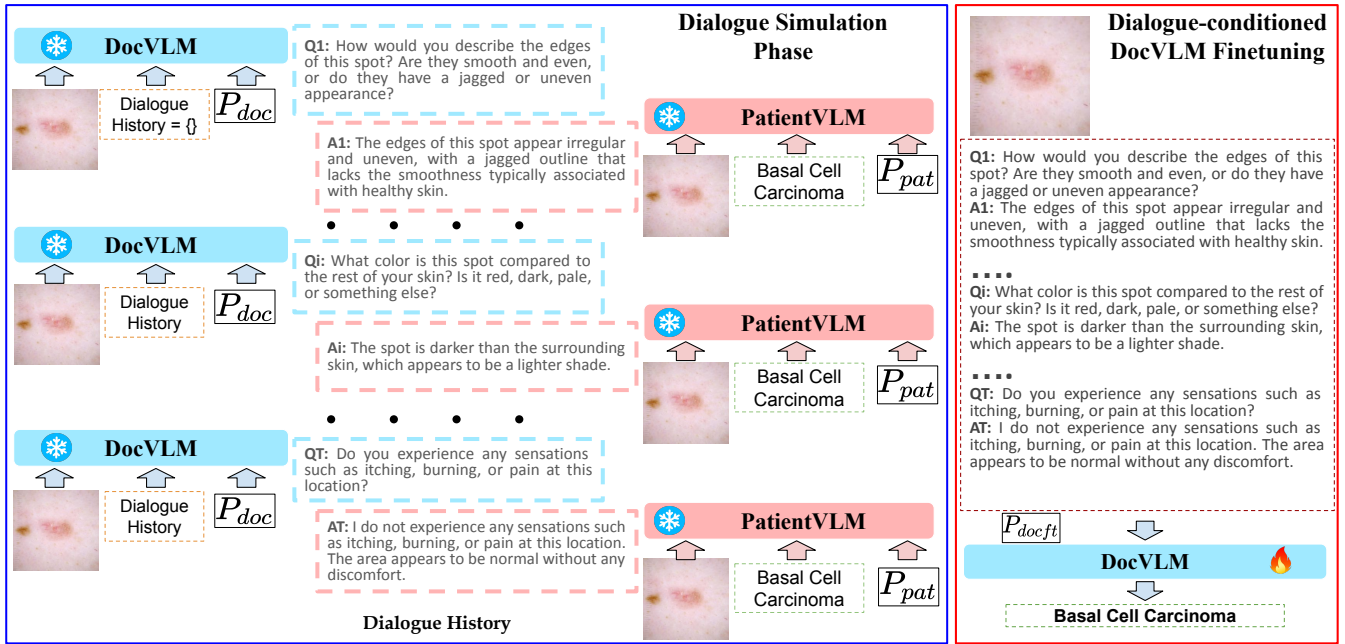 DocVLM
Dialogue
History = {}
P_doc
Q1: How would you describe the edges
of this spot? Are they smooth and even,
or do they have a jagged or uneven
appearance?
Dialogue Simulation
Phase
A1: The edges of this spot appear irregular
and uneven, with a jagged outline that
lacks the smoothness typically associated
with healthy skin.
PatientVLM
Basal Cell
Carcinoma
P_pat
DocVLM
Dialogue
History
P_doc
Qi: What color is this spot compared to
the rest of your skin? Is it red, dark, pale,
or something else?
Ai: The spot is darker than the surrounding
skin, which appears to be a lighter shade.
PatientVLM
Basal Cell
Carcinoma
P_pat
DocVLM
Dialogue
History
P_doc
QT: Do you experience any sensations
such as itching, burning, or pain at this
location?
AT: I do not experience any sensations such
as itching, burning, or pain at this location.
The area appears to be normal without any
discomfort.
PatientVLM
Basal Cell
Carcinoma
P_pat
Dialogue History
Dialogue-conditioned
DocVLM Finetuning
Q1: How would you describe the edges of this
spot? Are they smooth and even, or do they have
a jagged or uneven appearance?
A1: The edges of this spot appear irregular and
uneven, with a jagged outline that lacks the
smoothness typically associated with healthy skin.
....
Qi: What color is this spot compared to the rest of
your skin? Is it red, dark, pale, or something else?
Ai: The spot is darker than the surrounding skin,
which appears to be a lighter shade.
....
QT: Do you experience any sensations such as
itching, burning, or pain at this location?
AT: I do not experience any sensations such as
itching, burning, or pain at this location. The area
appears to be normal without any discomfort.
P_docft
DocVLM
Basal Cell Carcinoma